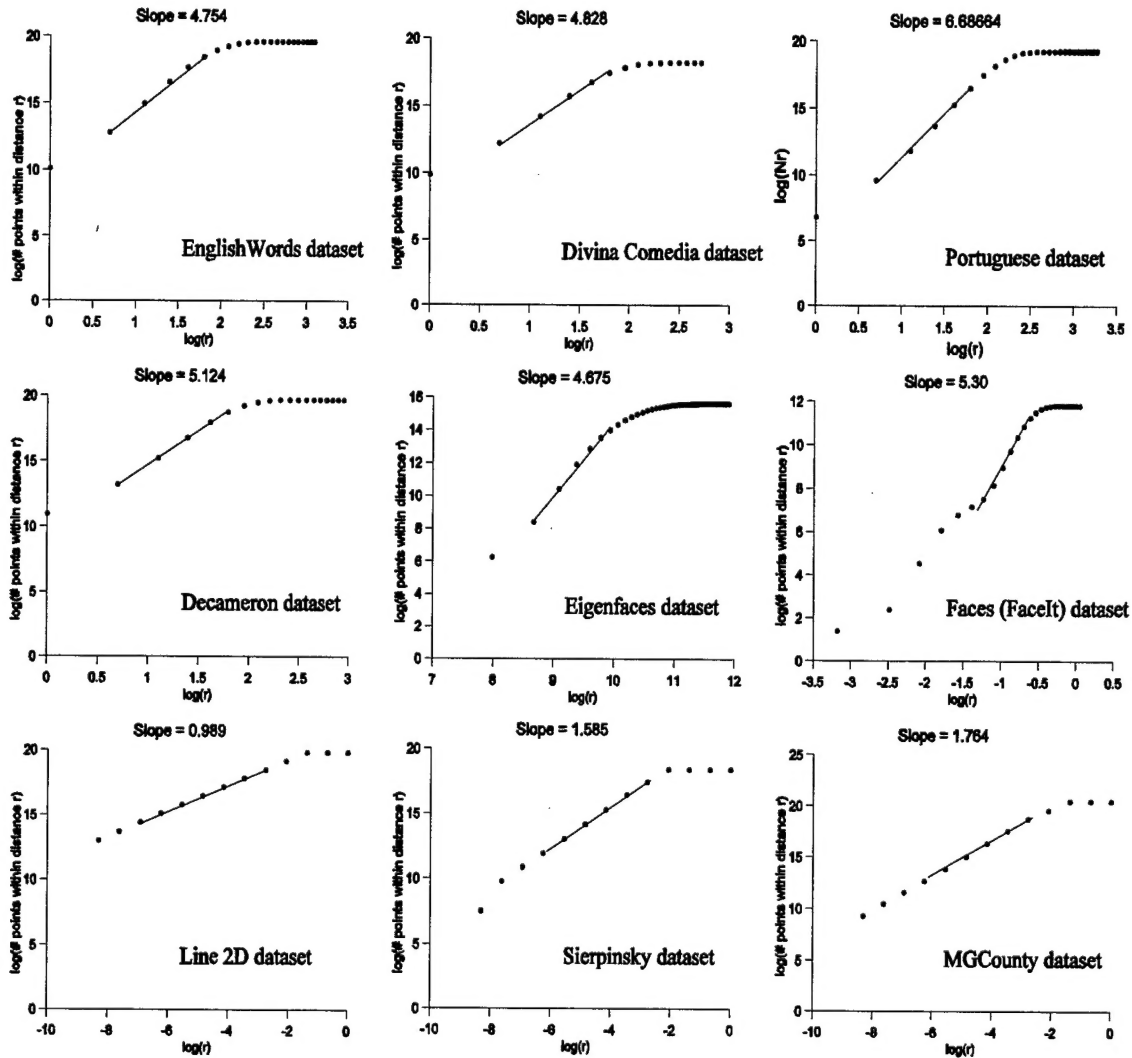 Slope = 4.754
log(# points within distance r)
20
15
10
5
0
EnglishWords dataset
0 0.5 1 1.5 2 2.5 3 3.5
log(r)
Slope = 4.828
log(# points within distance r)
20
15
10
5
0
Divina Comedia dataset
0 0.5 1 1.5 2 2.5 3
log(r)
Slope = 6.68664
log(Nr)
20
15
10
5
0
Portuguese dataset
0 0.5 1 1.5 2 2.5 3 3.5
log(r)
Slope = 5.124
log(# points within distance r)
20
15
10
5
0
Decameron dataset
0 0.5 1 1.5 2 2.5 3
log(r)
Slope = 4.675
log(# points within distance r)
16
14
12
10
8
6
4
2
0
Eigenfaces dataset
7 8 9 10 11 12
log(r)
Slope = 5.30
log(# points within distance r)
12
10
8
6
4
2
0
Faces (FaceIt) dataset
-3.5 -3 -2.5 -2 -1.5 -1 -0.5 0 0.5
log(r)
Slope = 0.989
log(# points within distance r)
20
15
10
5
0
Line 2D dataset
-10 -8 -6 -4 -2 0
log(r)
Slope = 1.585
log(# points within distance r)
20
15
10
5
0
Sierpinsky dataset
-10 -8 -6 -4 -2 0
log(r)
Slope = 1.764
log(# points within distance r)
25
20
15
10
5
0
MGCounty dataset
-10 -8 -6 -4 -2 0
log(r)